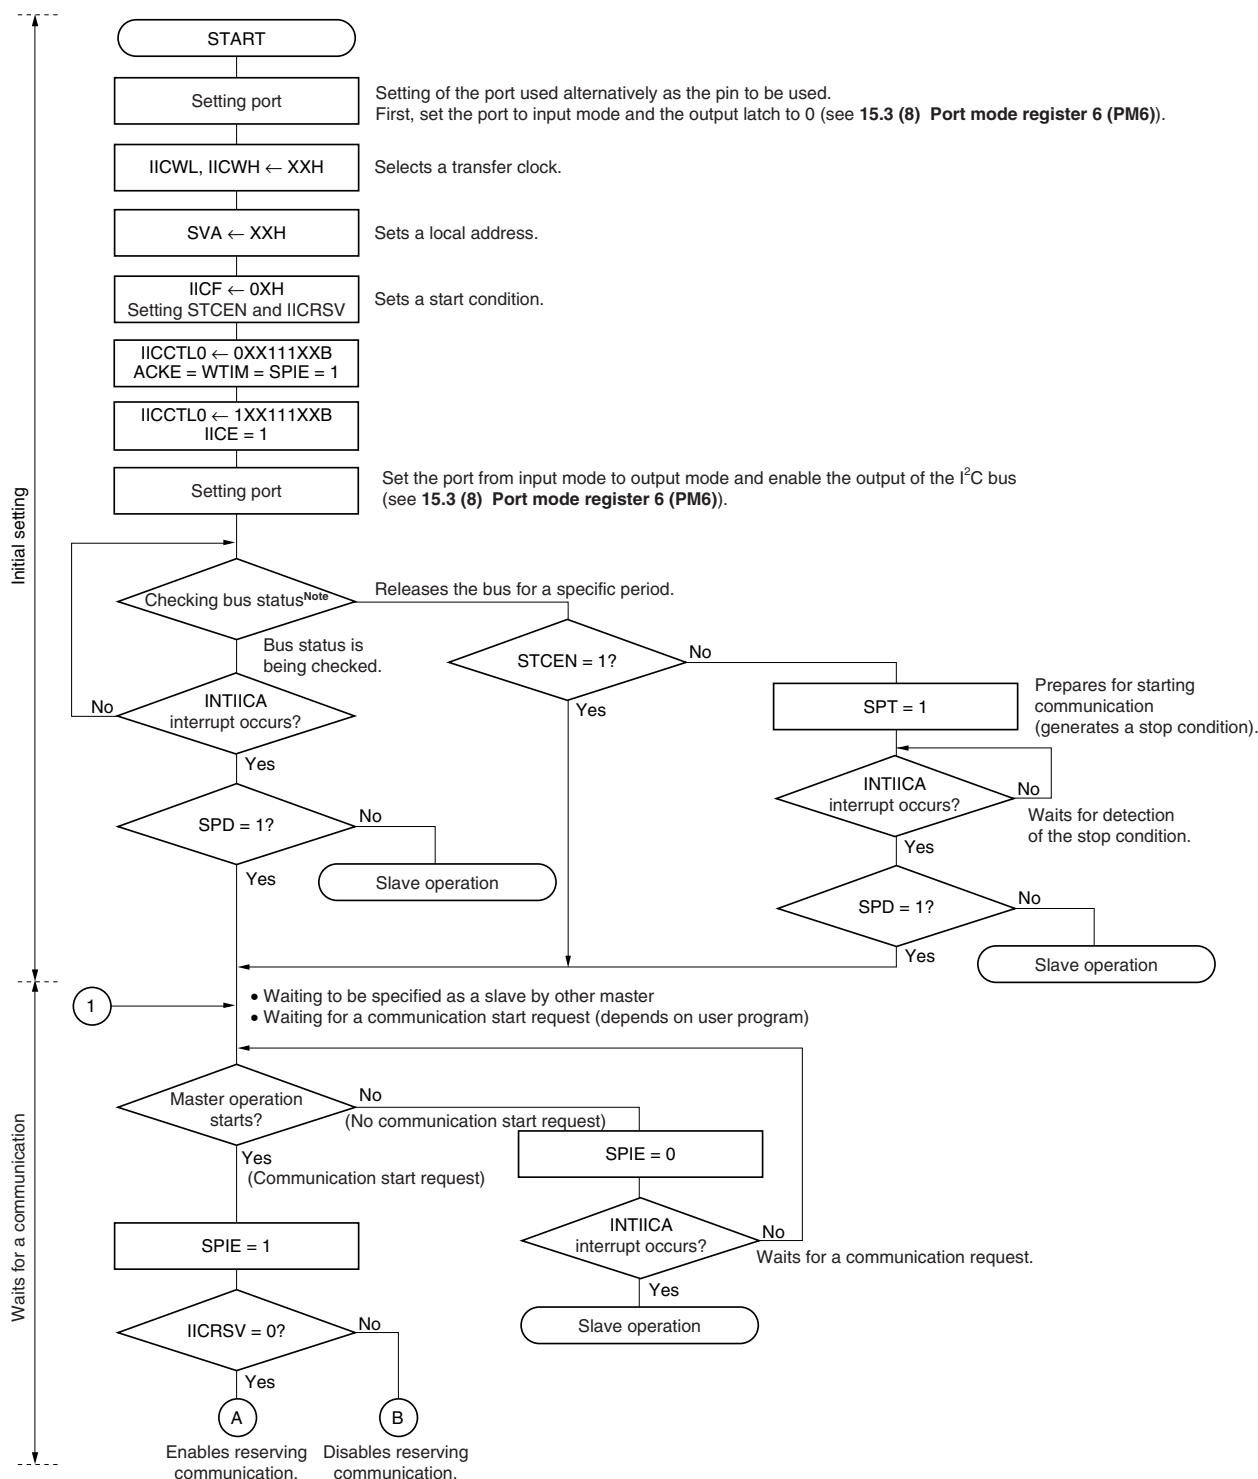 START
Setting port
Setting of the port used alternatively as the pin to be used.
First, set the port to input mode and the output latch to 0 (see 15.3 (8) Port mode register 6 (PM6)).
IICWL, IICWH ← XXH
Selects a transfer clock.
SVA ← XXH
Sets a local address.
IICF ← 0XH
Setting STCEN and IICRSV
Sets a start condition.
IICCTL0 ← 0XX111XXB
ACKE = WTIM = SPIE = 1
IICCTL0 ← 1XX111XXB
IICE = 1
Setting port
Set the port from input mode to output mode and enable the output of the I²C bus
(see 15.3 (8) Port mode register 6 (PM6)).
Initial setting
Checking bus statusNote
Releases the bus for a specific period.
Bus status is
being checked.
STCEN = 1?
No
Yes
INTIICA
interrupt occurs?
No
Yes
SPT = 1
Prepares for starting
communication
(generates a stop condition).
INTIICA
interrupt occurs?
No
Waits for detection
of the stop condition.
Yes
SPD = 1?
No
Yes
Slave operation
SPD = 1?
No
Yes
Slave operation
1
• Waiting to be specified as a slave by other master
• Waiting for a communication start request (depends on user program)
Waits for a communication
Master operation
starts?
No
(No communication start request)
Yes
(Communication start request)
SPIE = 0
INTIICA
interrupt occurs?
No
Waits for a communication request.
Yes
Slave operation
SPIE = 1
IICRSV = 0?
No
Yes
A
B
Enables reserving
communication.
Disables reserving
communication.